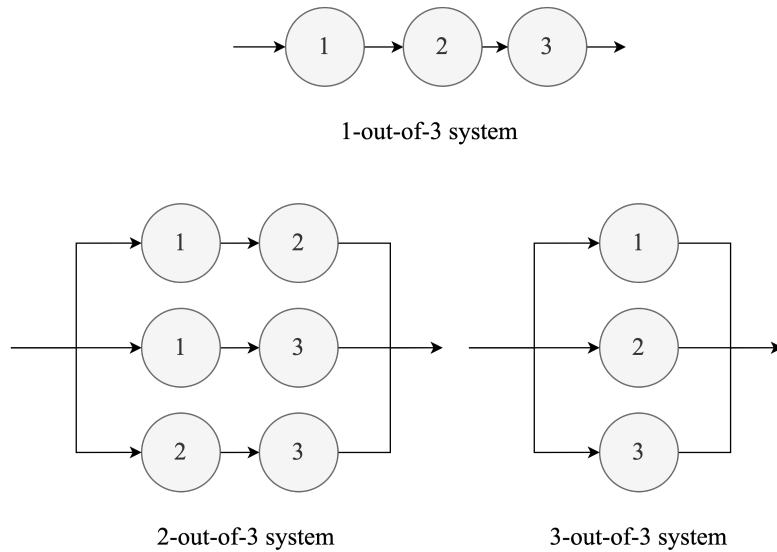 1 2 3
1-out-of-3 system
1 2
1 3
2 3
2-out-of-3 system
1
2
3
3-out-of-3 system